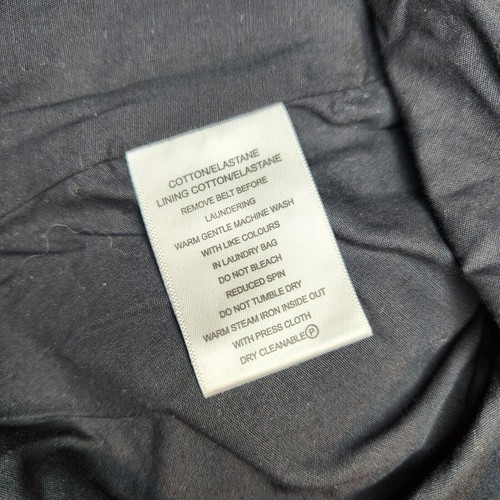 COTTON/ELASTANE
LINING COTTON/ELASTANE
REMOVE BELT BEFORE
LAUNDERING
WARM GENTLE MACHINE WASH
WITH LIKE COLOURS
IN LAUNDRY BAG
DO NOT BLEACH
REDUCED SPIN
DO NOT TUMBLE DRY
WARM STEAM IRON INSIDE OUT
WITH PRESS CLOTH
DRY CLEANABLE Ⓟ